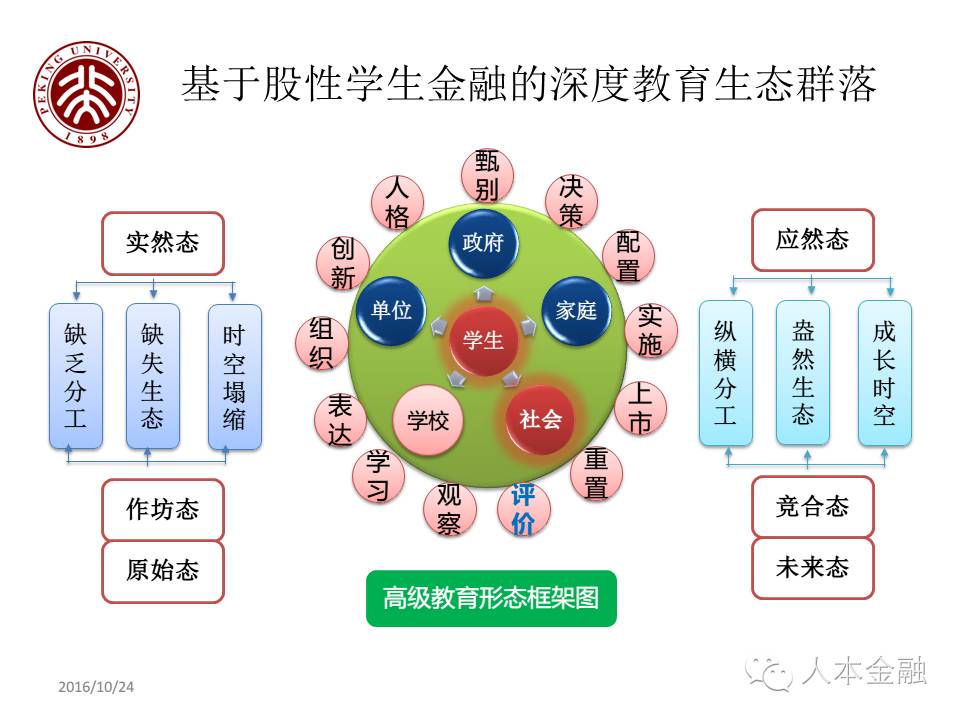 PEKING UNIVERSITY
1898
基于股性学生金融的深度教育生态群落
实然态
缺乏分工
缺失生态
时空塌缩
作坊态
原始态
甄别
决策
配置
实施
上市
重置
评价
观察
学习
表达
组织
创新
人格
政府
单位
家庭
学生
学校
社会
高级教育形态框架图
应然态
纵横分工
盎然生态
成长时空
竞合态
未来态
2016/10/24
人本金融